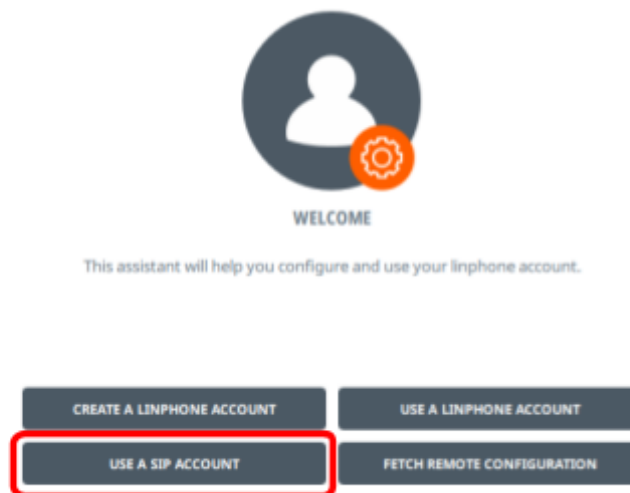 WELCOME
This assistant will help you configure and use your linphone account.
CREATE A LINPHONE ACCOUNT
USE A LINPHONE ACCOUNT
USE A SIP ACCOUNT
FETCH REMOTE CONFIGURATION